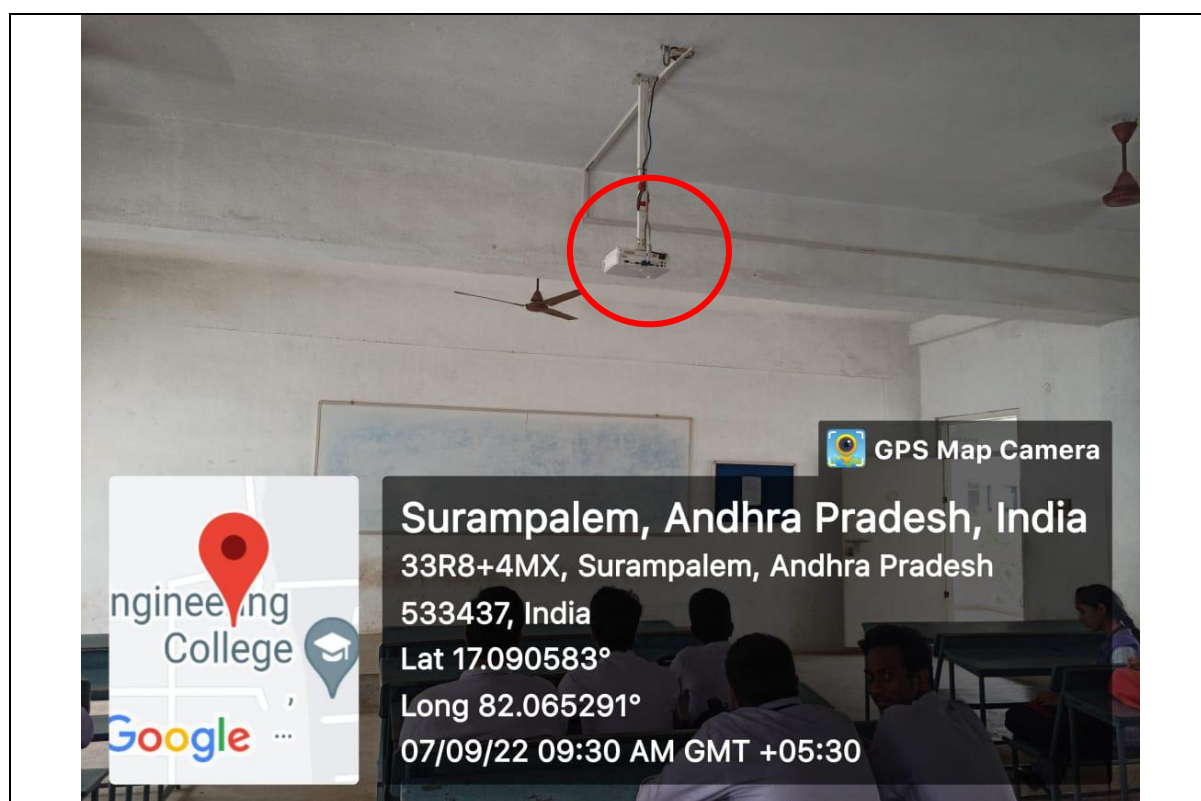 GPS Map Camera
Surampalem, Andhra Pradesh, India
33R8+4MX, Surampalem, Andhra Pradesh
533437, India
Lat 17.090583°
Long 82.065291°
07/09/22 09:30 AM GMT +05:30
College
,
Google ...